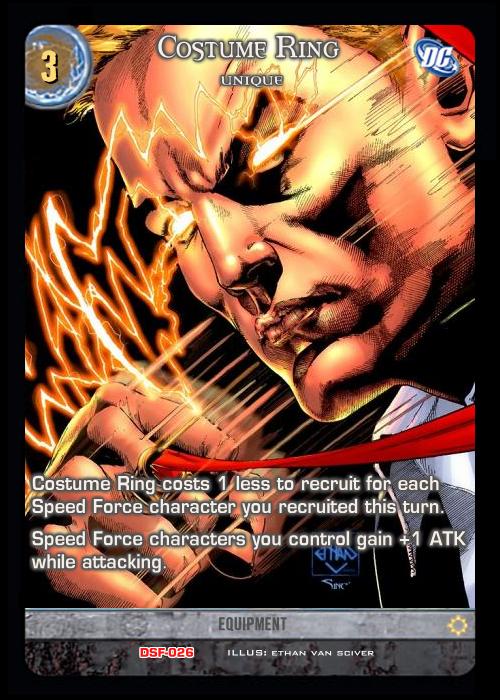 3
Costume Ring
UNIQUE
DC
Costume Ring costs 1 less to recruit for each
Speed Force character you recruited this turn.
Speed Force characters you control gain +1 ATK
while attacking.
ETHAN
EQUIPMENT
DSF-026 ILLUS: ETHAN VAN SCIVER